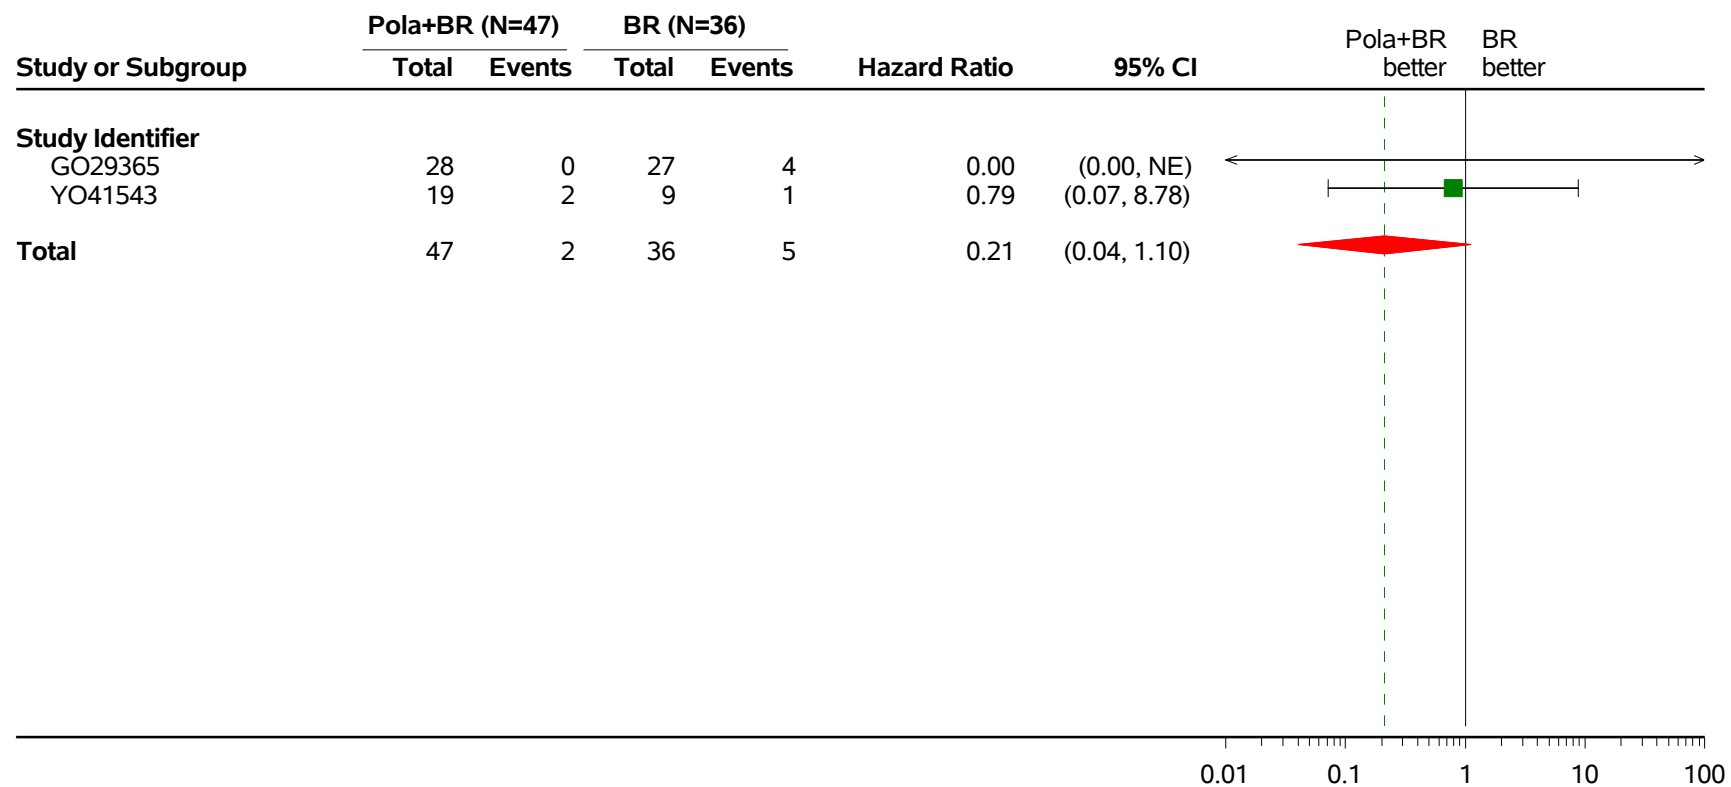 Pola+BR (N=47) BR (N=36)
Pola+BR BR
Study or Subgroup Total Events Total Events Hazard Ratio 95% CI better better
Study Identifier
GO29365 28 0 27 4 0.00 (0.00, NE)
YO41543 19 2 9 1 0.79 (0.07, 8.78)
Total 47 2 36 5 0.21 (0.04, 1.10)
0.01 0.1 1 10 100